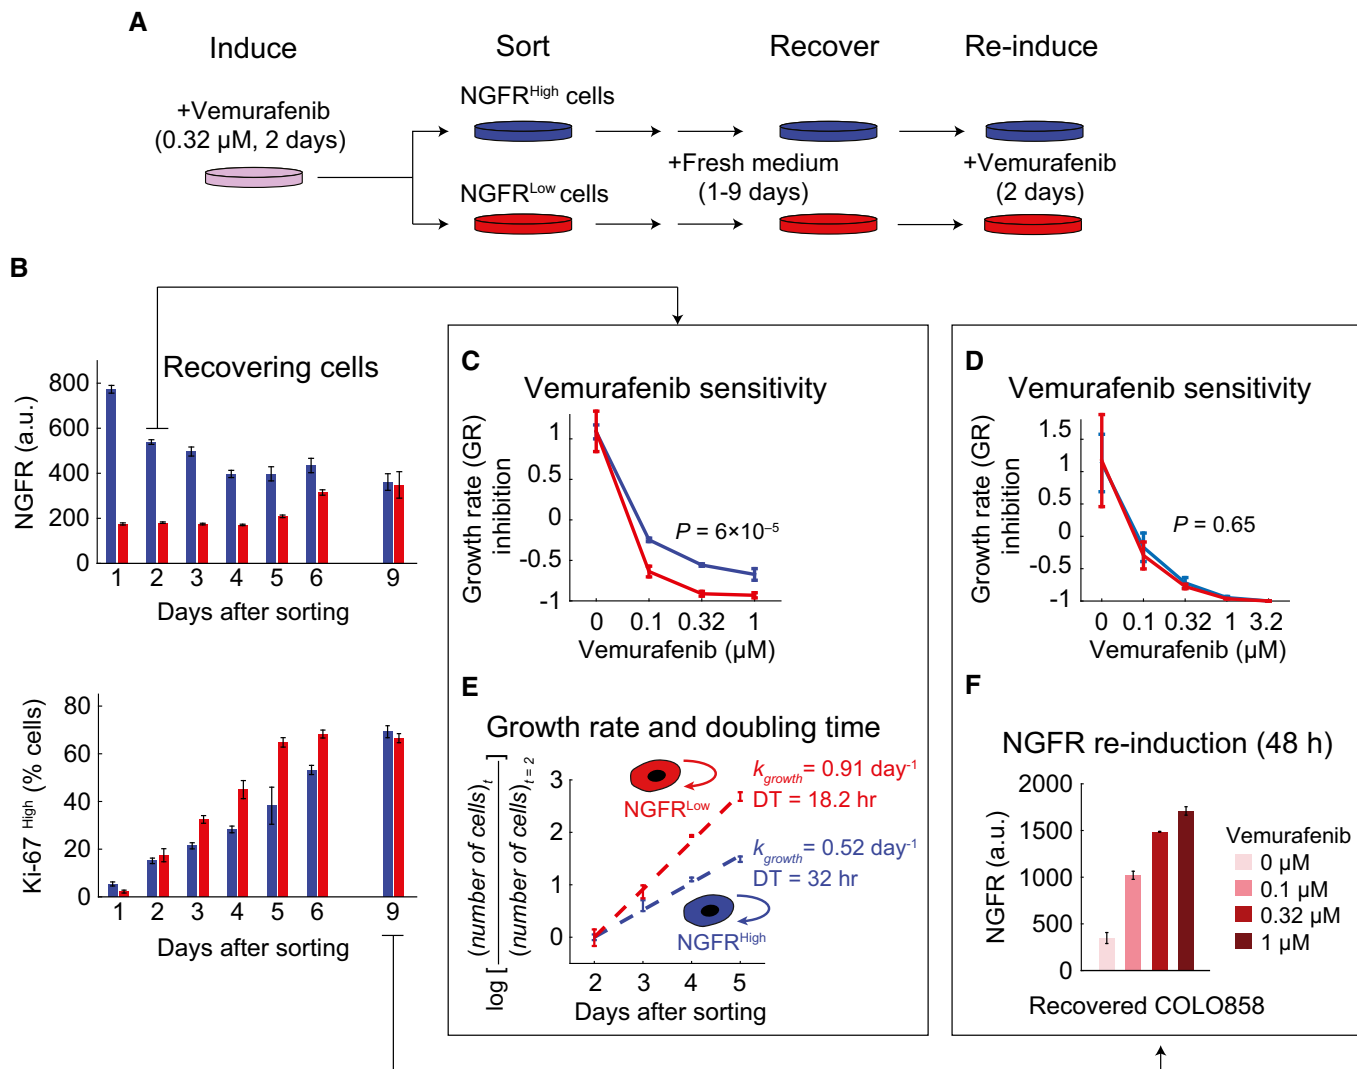 A
Induce
Sort
Recover
Re-induce
+Vemurafenib
(0.32 µM, 2 days)
NGFRHigh cells
NGFRLow cells
+Fresh medium
(1-9 days)
+Vemurafenib
(2 days)
B
Recovering cells
NGFR (a.u.)
800
600
400
200
0
1 2 3 4 5 6 9
Days after sorting
Ki-67 High (% cells)
80
60
40
20
0
1 2 3 4 5 6 9
Days after sorting
C
Vemurafenib sensitivity
Growth rate (GR)
inhibition
1
0.5
0
-0.5
-1
P = 6×10–5
0 0.1 0.32 1
Vemurafenib (µM)
D
Vemurafenib sensitivity
Growth rate (GR)
inhibition
1.5
1
0.5
0
-0.5
-1
P = 0.65
0 0.1 0.32 1 3.2
Vemurafenib (µM)
E
Growth rate and doubling time
log [ (number of cells)t / (number of cells)t = 2 ]
3
2
1
0
NGFRLow
kgrowth= 0.91 day-1
DT = 18.2 hr
kgrowth= 0.52 day-1
DT = 32 hr
NGFRHigh
2 3 4 5
Days after sorting
F
NGFR re-induction (48 h)
NGFR (a.u.)
2000
1500
1000
500
0
Vemurafenib
0 µM
0.1 µM
0.32 µM
1 µM
Recovered COLO858